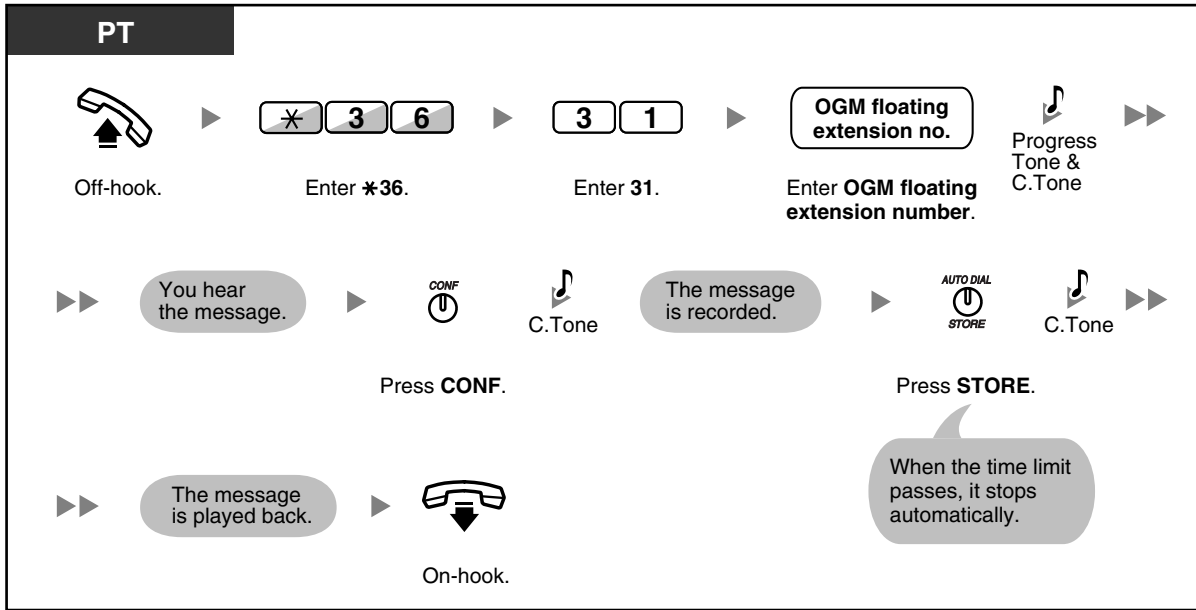 PT
✳ 3 6
3 1
OGM floating
extension no.
Progress
Tone &
C.Tone
Off-hook.
Enter ✳36.
Enter 31.
Enter OGM floating
extension number.
You hear
the message.
CONF
C.Tone
The message
is recorded.
AUTO DIAL
STORE
C.Tone
Press CONF.
Press STORE.
When the time limit
passes, it stops
automatically.
The message
is played back.
On-hook.